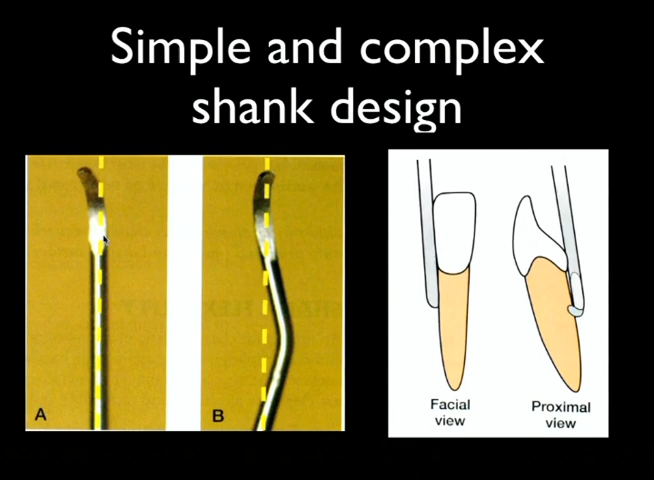 Simple and complex
shank design
A
B
Facial
view
Proximal
view